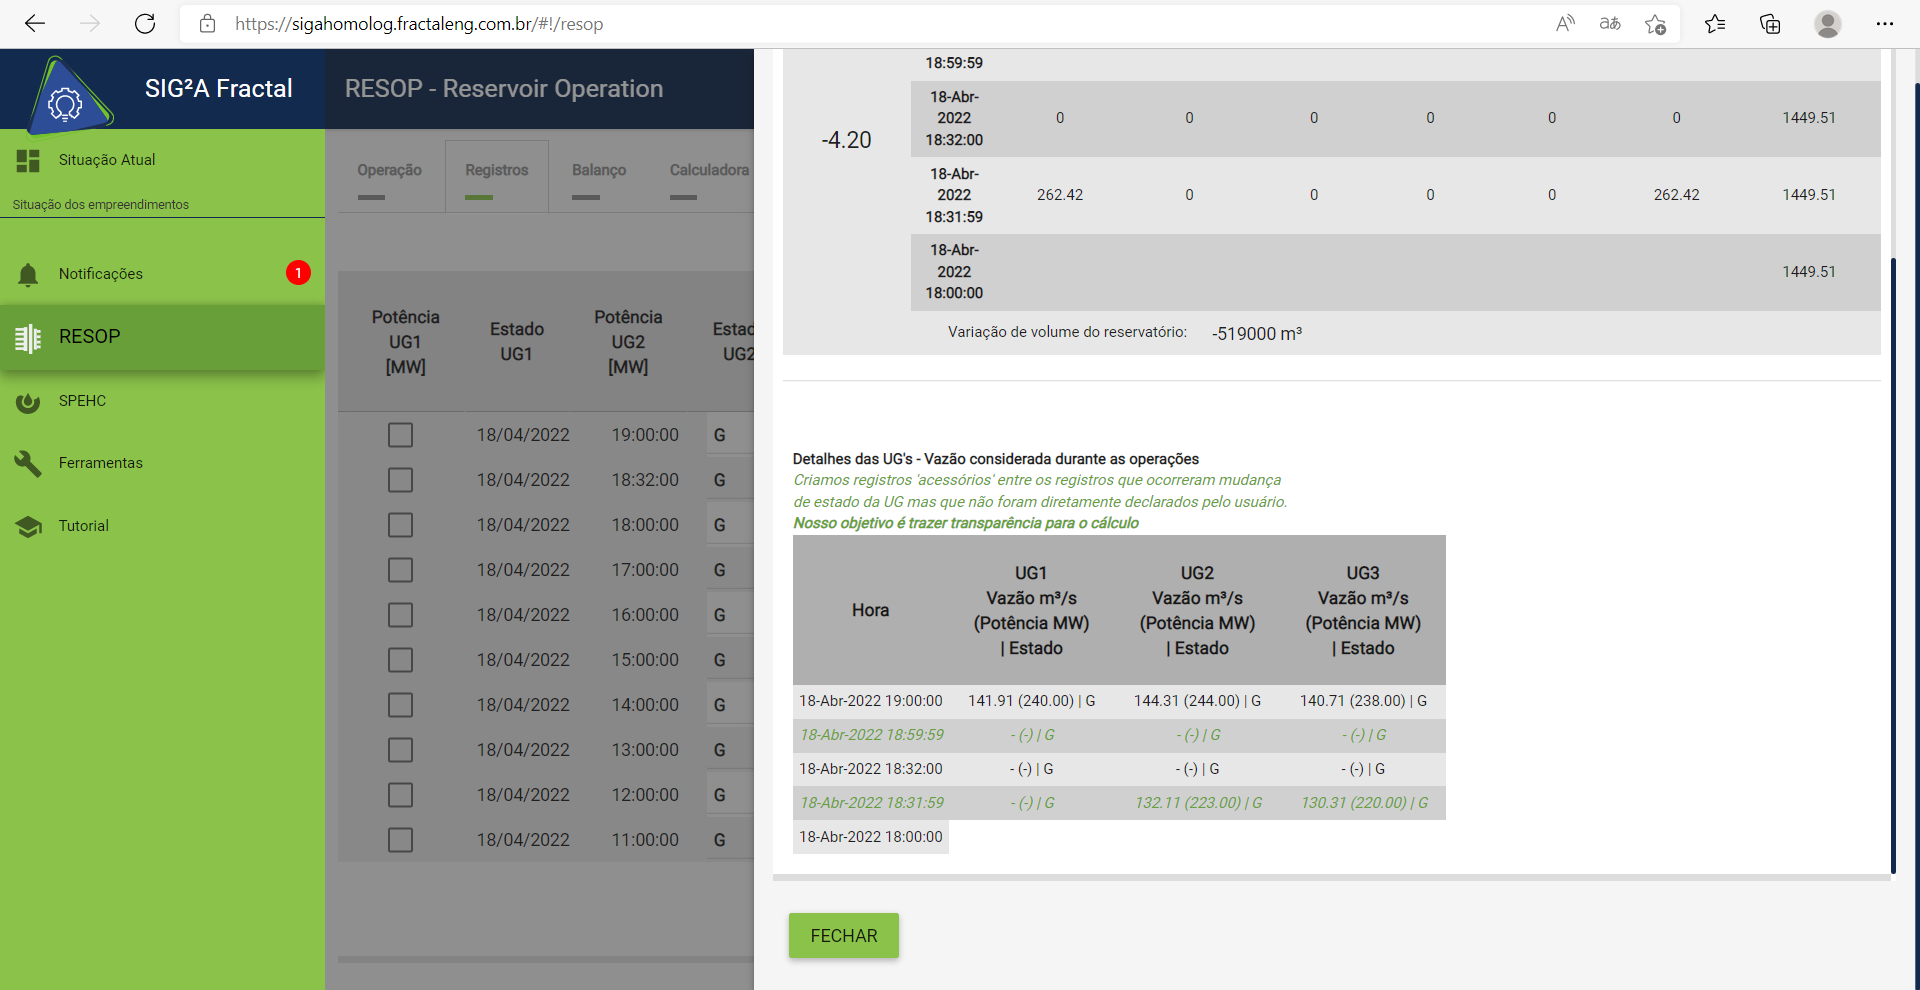 https://sigahomolog.fractaleng.com.br/#!/resop
SIG²A Fractal
Situação Atual
Situação dos empreendimentos
Notificações
1
RESOP
SPEHC
Ferramentas
Tutorial
RESOP - Reservoir Operation
Operação
Registros
Balanço
Calculadora
Potência UG1 [MW]
Estado UG1
Potência UG2 [MW]
Estad UG2
18/04/2022 19:00:00 G
18/04/2022 18:32:00 G
18/04/2022 18:00:00 G
18/04/2022 17:00:00 G
18/04/2022 16:00:00 G
18/04/2022 15:00:00 G
18/04/2022 14:00:00 G
18/04/2022 13:00:00 G
18/04/2022 12:00:00 G
18/04/2022 11:00:00 G
18:59:59
-4.20
18-Abr-2022 18:32:00 0 0 0 0 0 0 1449.51
18-Abr-2022 18:31:59 262.42 0 0 0 0 262.42 1449.51
18-Abr-2022 18:00:00 1449.51
Variação de volume do reservatório: -519000 m³
Detalhes das UG's - Vazão considerada durante as operações
Criamos registros 'acessórios' entre os registros que ocorreram mudança
de estado da UG mas que não foram diretamente declarados pelo usuário.
Nosso objetivo é trazer transparência para o cálculo
Hora
UG1 Vazão m³/s (Potência MW) | Estado
UG2 Vazão m³/s (Potência MW) | Estado
UG3 Vazão m³/s (Potência MW) | Estado
18-Abr-2022 19:00:00 141.91 (240.00) | G 144.31 (244.00) | G 140.71 (238.00) | G
18-Abr-2022 18:59:59 - (-) | G - (-) | G - (-) | G
18-Abr-2022 18:32:00 - (-) | G - (-) | G - (-) | G
18-Abr-2022 18:31:59 - (-) | G 132.11 (223.00) | G 130.31 (220.00) | G
18-Abr-2022 18:00:00
FECHAR